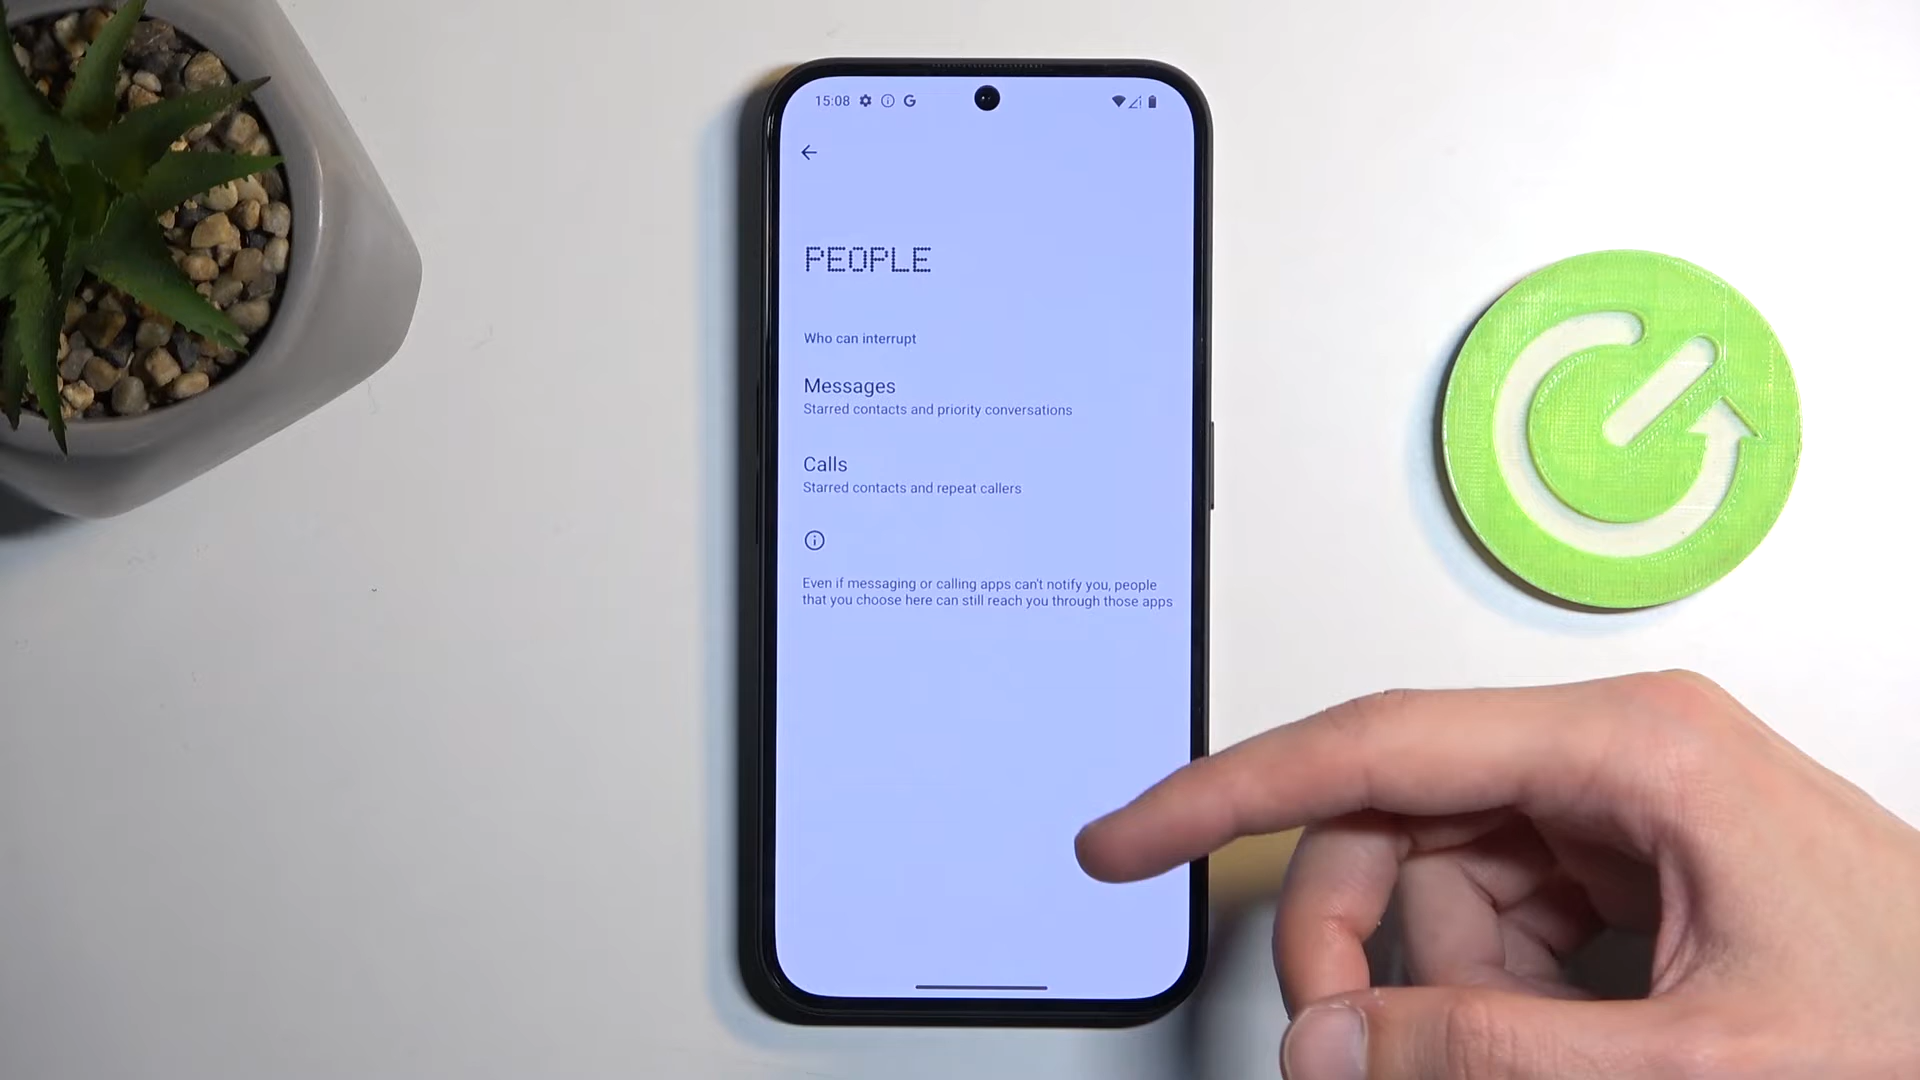 15:08
PEOPLE
Who can interrupt
Messages
Starred contacts and priority conversations
Calls
Starred contacts and repeat callers
Even if messaging or calling apps can't notify you, people
that you choose here can still reach you through those apps